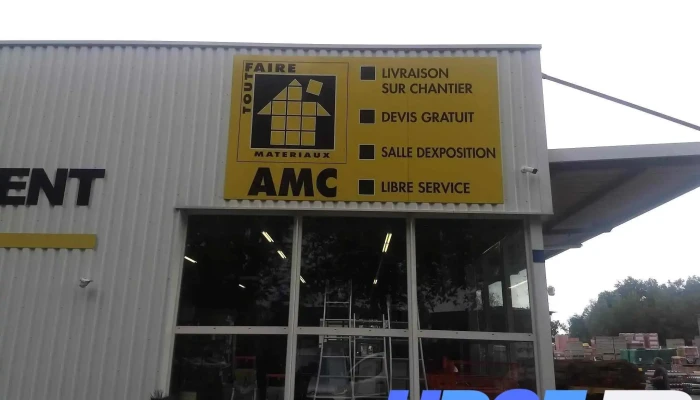 TOUT
FAIRE
MATERIAUX
AMC
LIVRAISON
SUR CHANTIER
DEVIS GRATUIT
SALLE DEXPOSITION
LIBRE SERVICE
ENT